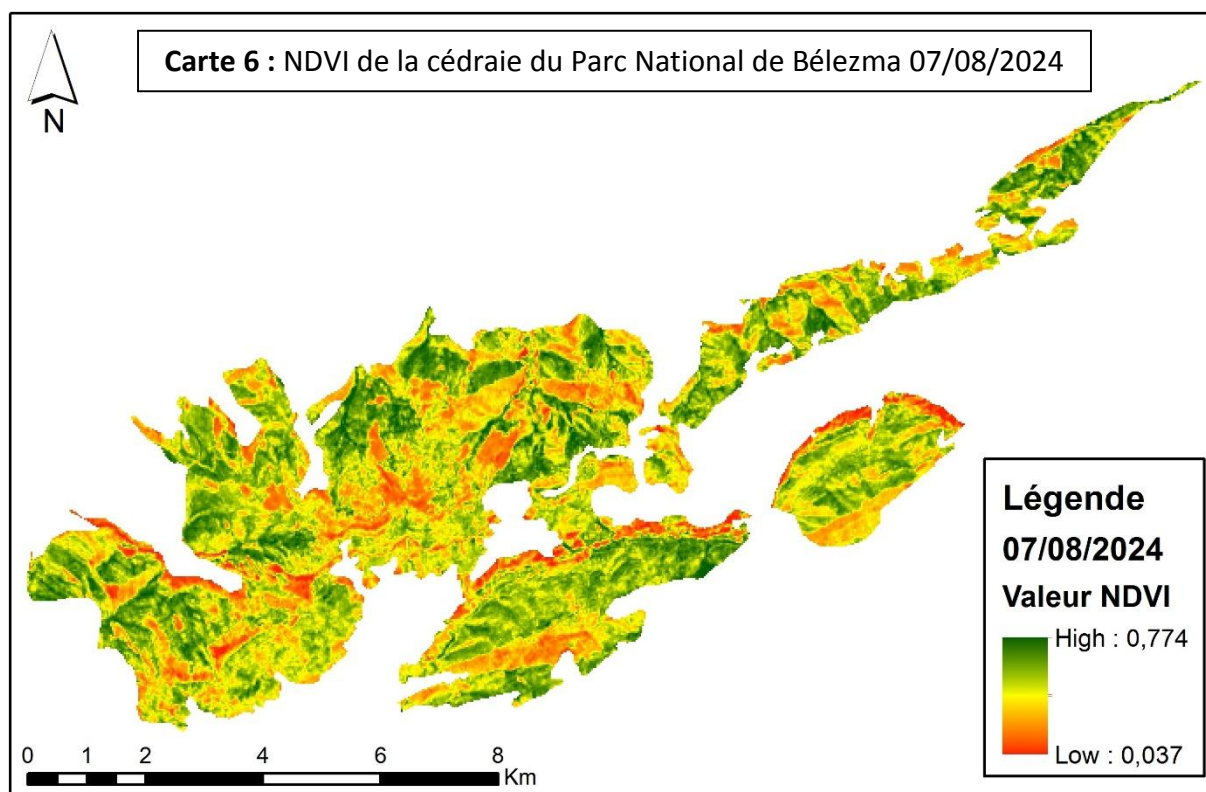 Carte 6 : NDVI de la cédraie du Parc National de Bélezma 07/08/2024
N
Légende
07/08/2024
Valeur NDVI
High : 0,774
Low : 0,037
0 1 2 4 6 8
Km